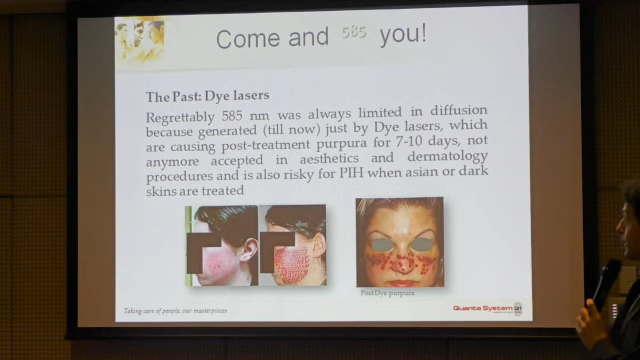 Come and 585 you!
The Past: Dye lasers
Regrettably 585 nm was always limited in diffusion
because generated (till now) just by Dye lasers, which
are causing post-treatment purpura for 7-10 days, not
anymore accepted in aesthetics and dermatology
procedures and is also risky for PIH when asian or dark
skins are treated
Post Dye purpura
Taking care of people, our masterpieces
Quanta System